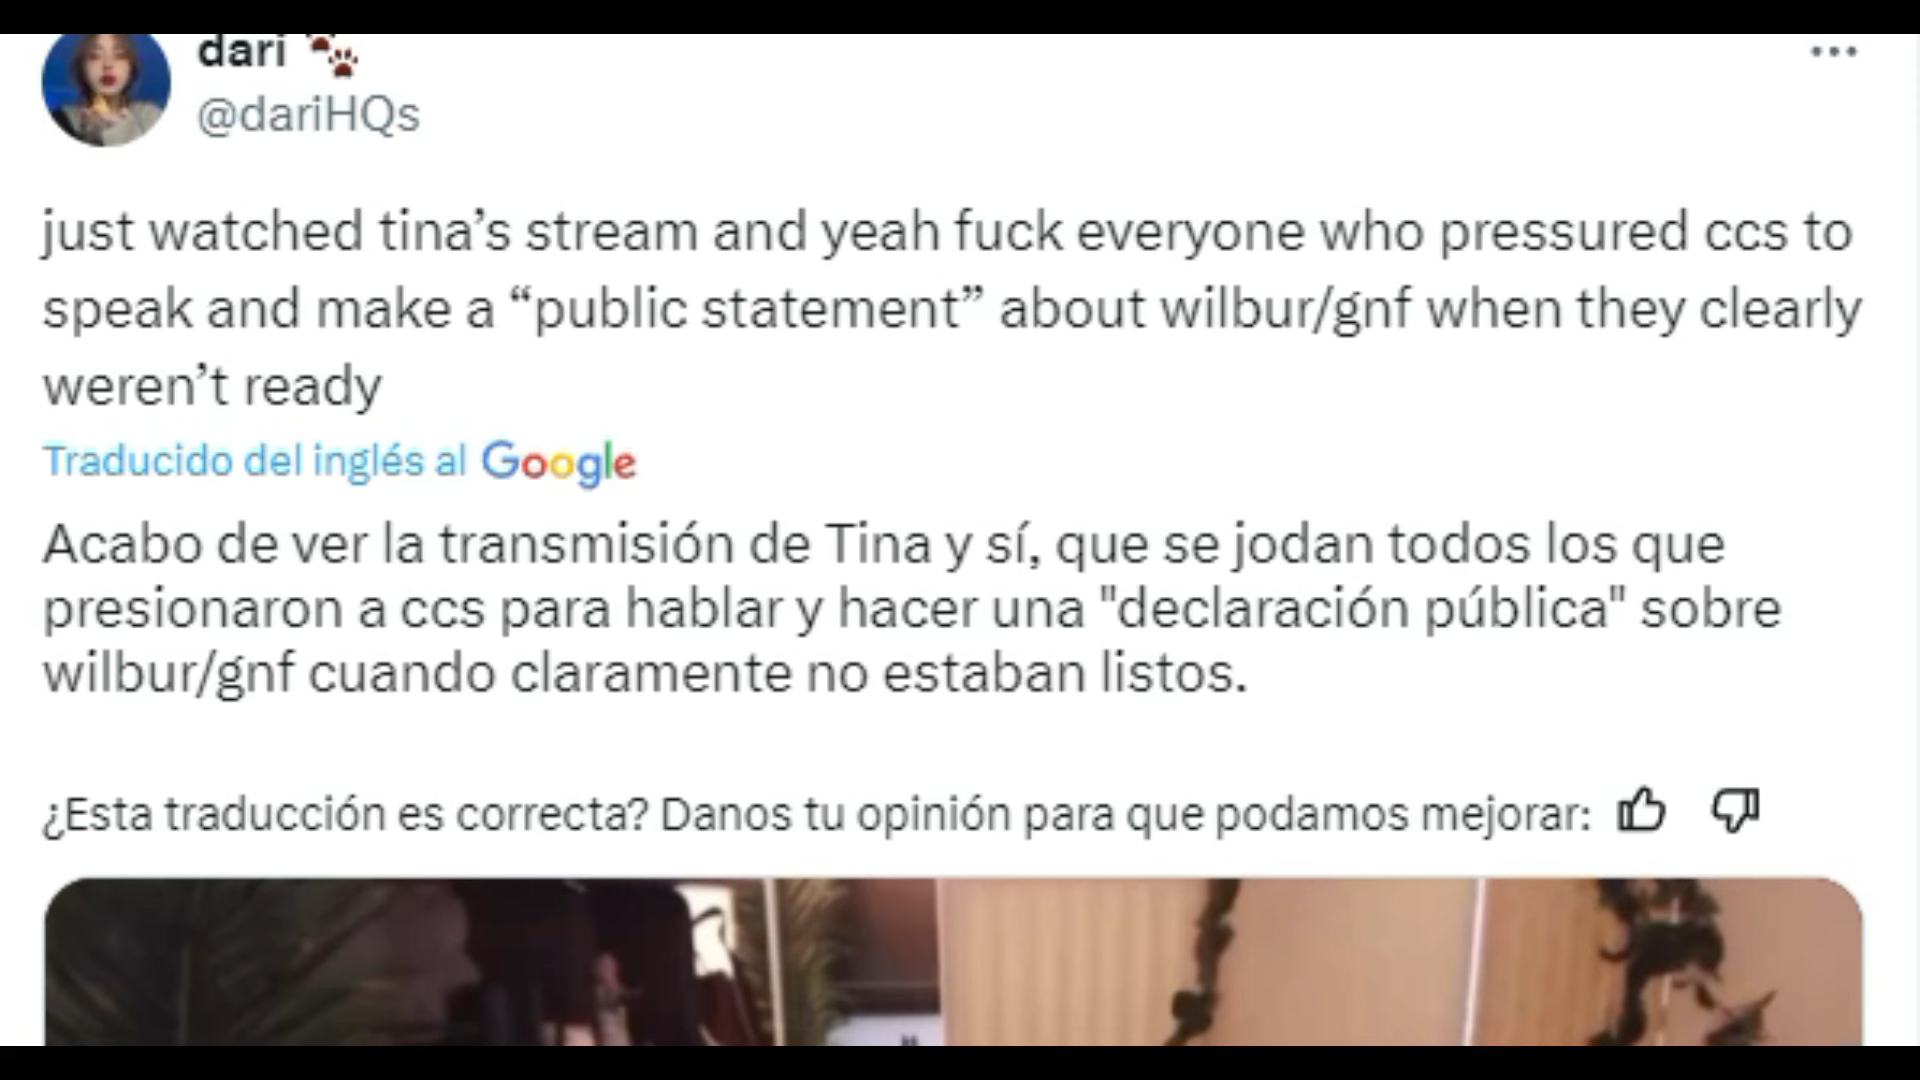 dari 🐾
@dariHQs
just watched tina’s stream and yeah fuck everyone who pressured ccs to
speak and make a “public statement” about wilbur/gnf when they clearly
weren’t ready
Traducido del inglés al Google
Acabo de ver la transmisión de Tina y sí, que se jodan todos los que
presionaron a ccs para hablar y hacer una "declaración pública" sobre
wilbur/gnf cuando claramente no estaban listos.
¿Esta traducción es correcta? Danos tu opinión para que podamos mejorar: